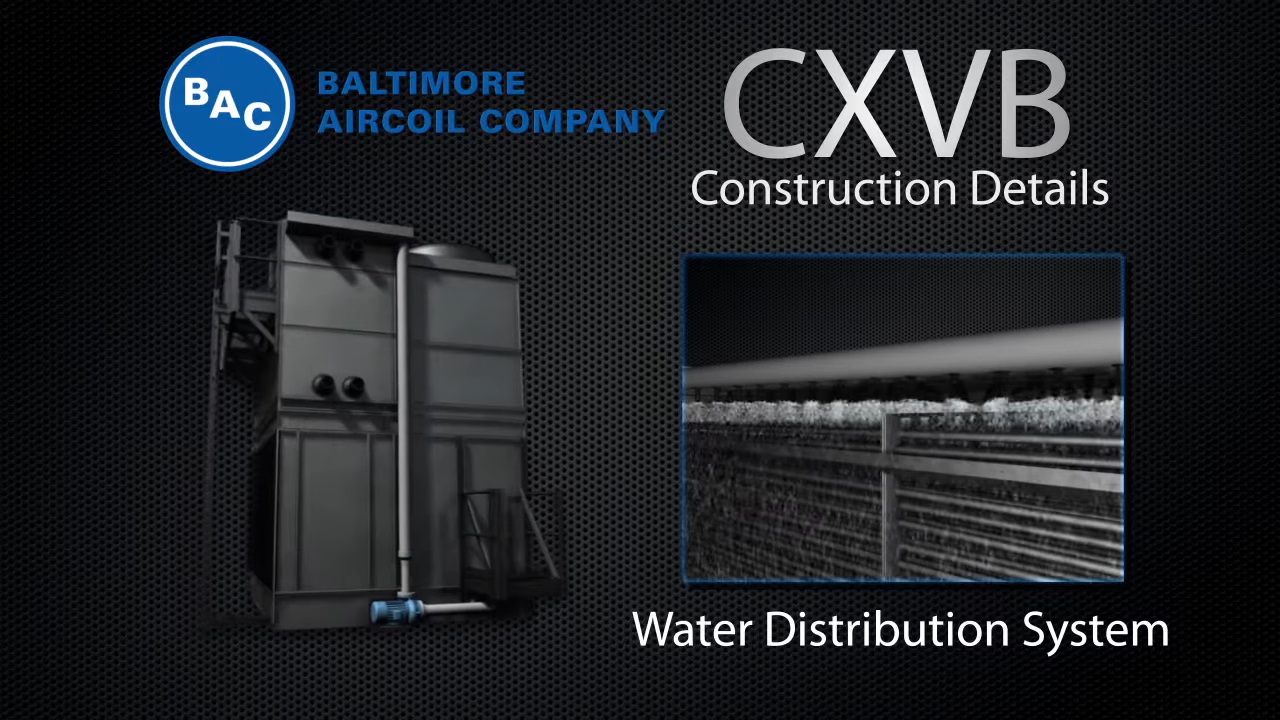 BAC
BALTIMORE
AIRCOIL COMPANY
CXVB
Construction Details
Water Distribution System